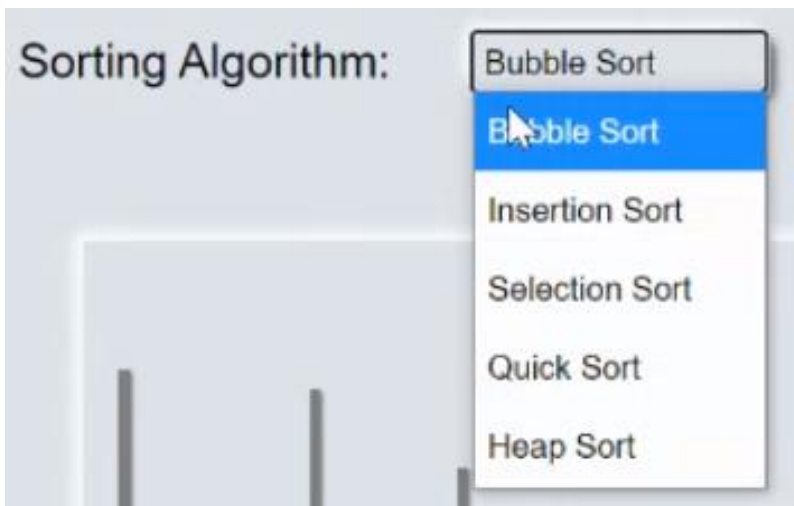 Sorting Algorithm: Bubble Sort
Bubble Sort
Insertion Sort
Selection Sort
Quick Sort
Heap Sort